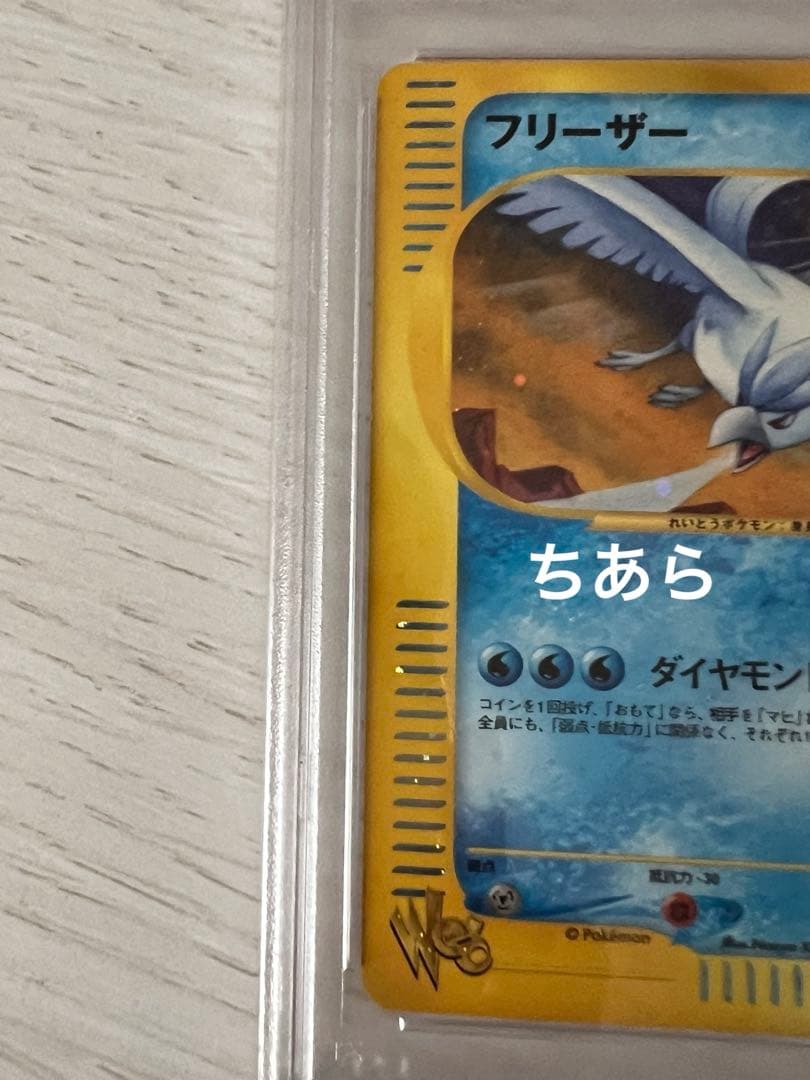 フリーザー
れいとうポケモン
ちあら
ダイヤモンド
コインを1回投げ、「おもて」なら、相手を『マヒ』
全員にも、「弱点・抵抗力」に関係なく、それぞれ
弱点
抵抗力 -30
© Pokémon